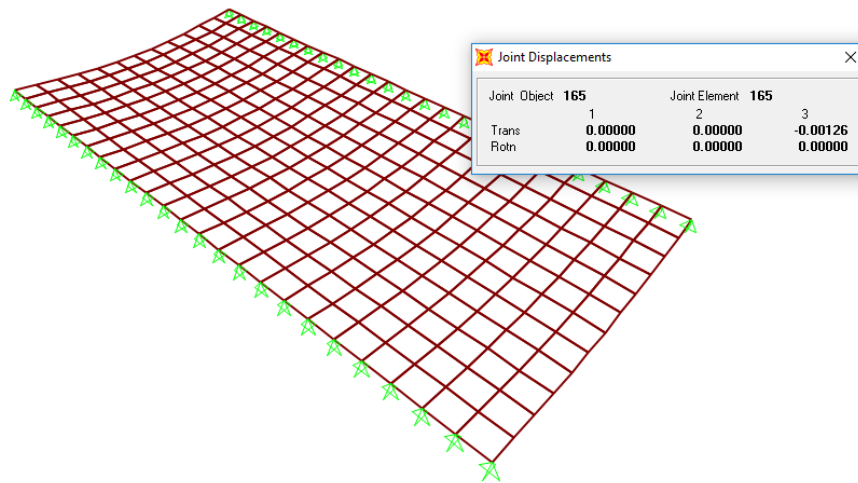 Joint Displacements
Joint Object 165 Joint Element 165
1 2 3
Trans 0.00000 0.00000 -0.00126
Rotn 0.00000 0.00000 0.00000